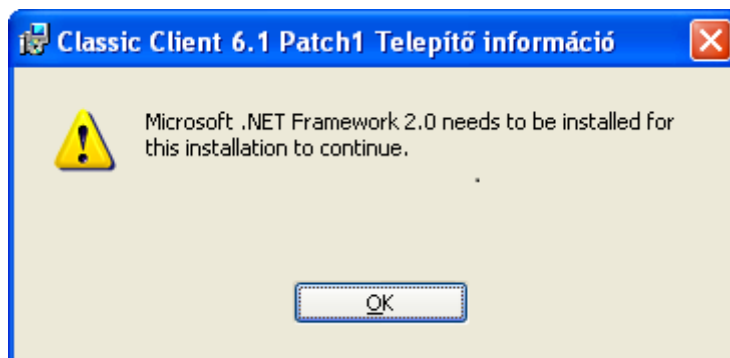 Classic Client 6.1 Patch1 Telepítő információ
Microsoft .NET Framework 2.0 needs to be installed for
this installation to continue.
OK